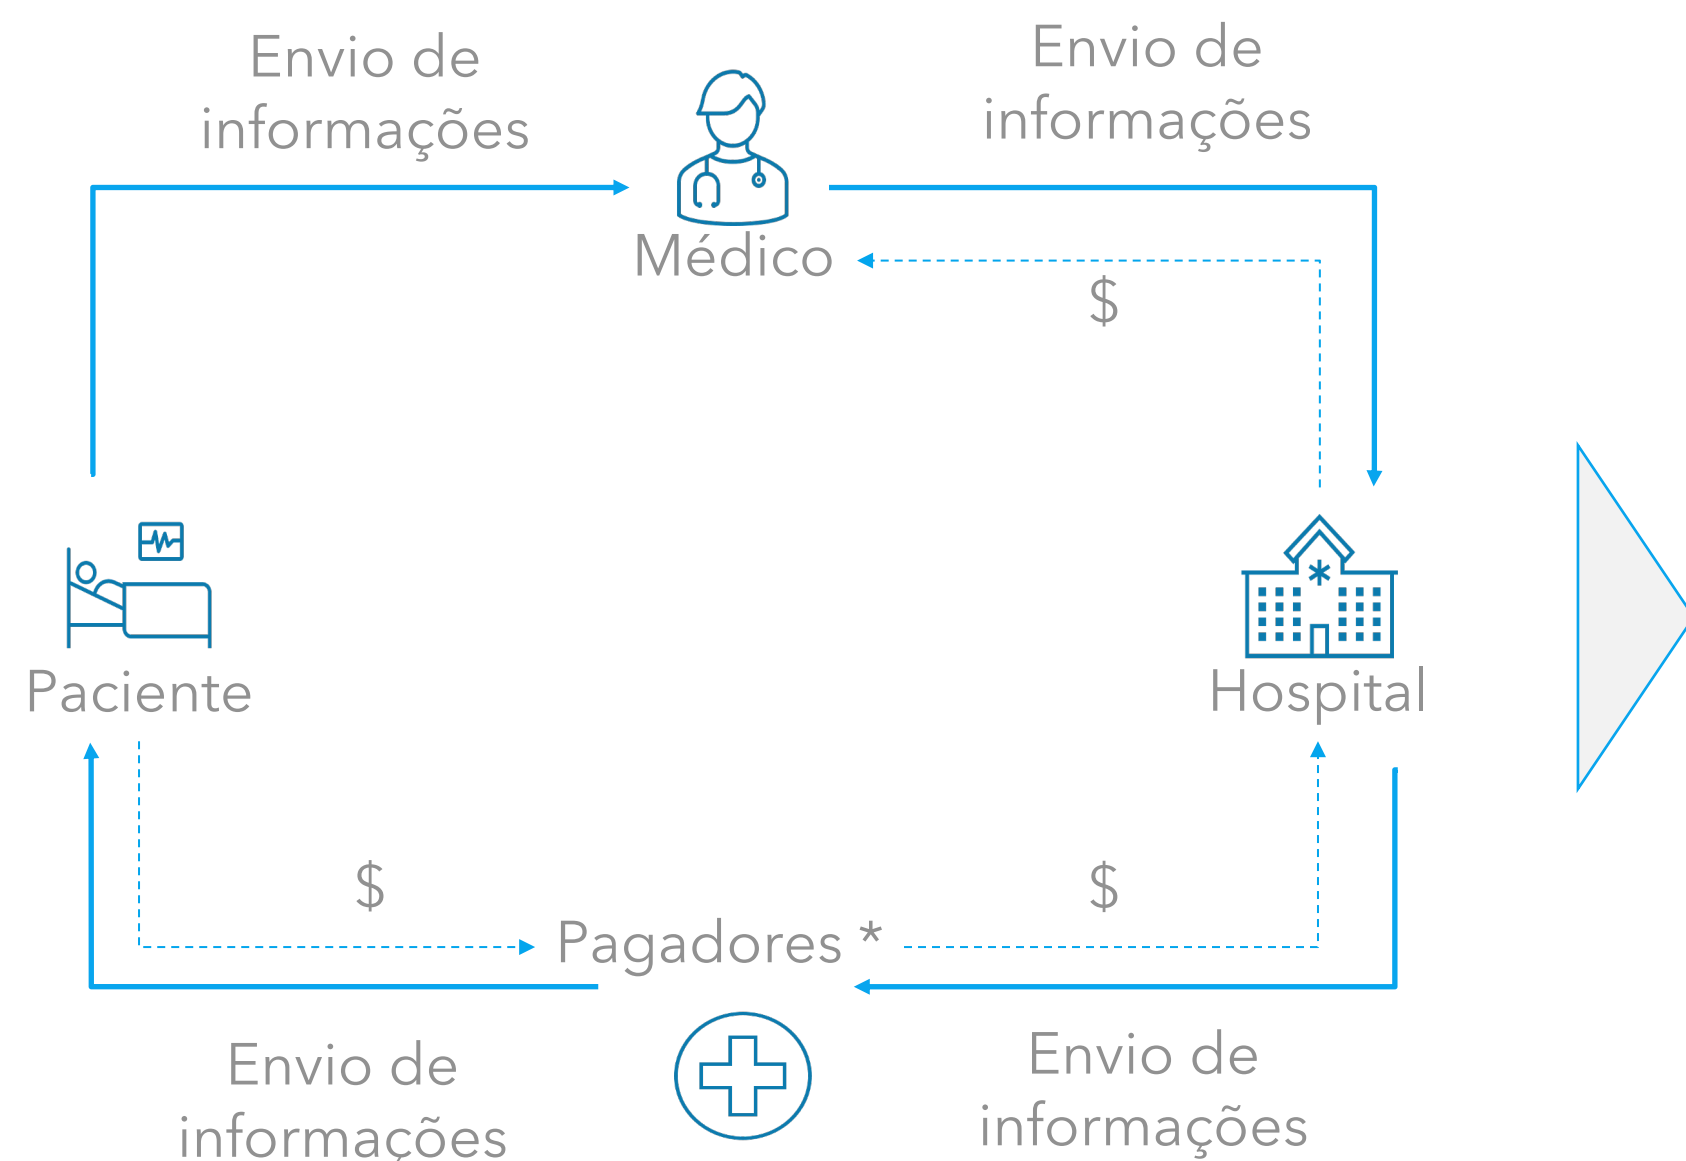 Envio de
informações
Envio de
informações
Médico
$
Paciente
Hospital
$
$
Pagadores *
Envio de
informações
Envio de
informações